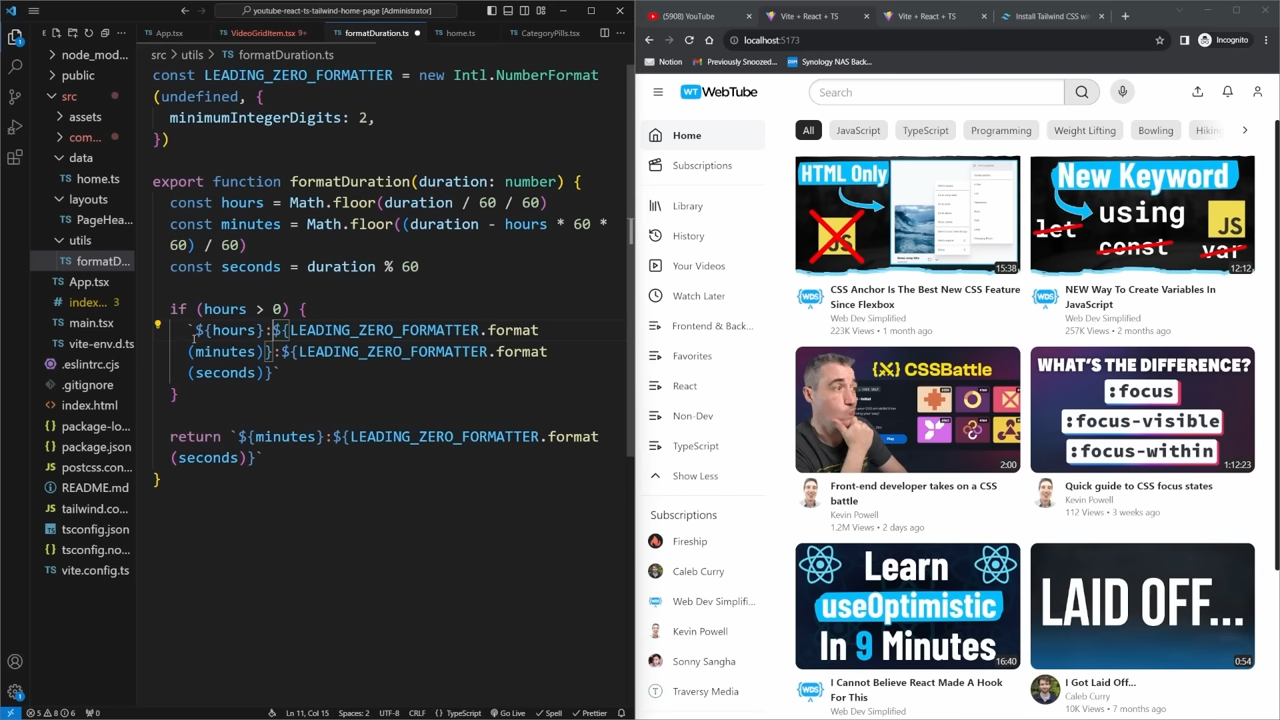 youtube-react-ts-tailwind-home-page [Administrator]
App.tsx
VideoGridItem.tsx 9+
formatDuration.ts
home.ts
CategoryPills.tsx
src > utils > TS formatDuration.ts
node_mod...
public
src
assets
com...
data
TS home.ts
layouts
PageHea...
utils
TS formatD...
App.tsx
# index... 3
main.tsx
TS vite-env.d.ts
.eslintrc.cjs
.gitignore
index.html
package-lo...
package.json
postcss.con...
README.md
tailwind.co...
tsconfig.json
tsconfig.no...
vite.config.ts
const LEADING_ZERO_FORMATTER = new Intl.NumberFormat
(undefined, {
minimumIntegerDigits: 2,
})
export function formatDuration(duration: number) {
const hours = Math.floor(duration / 60 / 60)
const minutes = Math.floor((duration - hours * 60 *
60) / 60)
const seconds = duration % 60
if (hours > 0) {
`${hours}:${LEADING_ZERO_FORMATTER.format
(minutes)}:${LEADING_ZERO_FORMATTER.format
(seconds)}`
}
return `${minutes}:${LEADING_ZERO_FORMATTER.format
(seconds)}`
}
5 8 6
0
Ln 11, Col 15
Spaces: 2
UTF-8
CRLF
{} TypeScript
Go Live
Spell
Prettier
(5908) YouTube
Vite + React + TS
Vite + React + TS
Install Tailwind CSS wi
localhost:5173
Incognito
Notion
Previously Snoozed...
Synology NAS Back...
WT WebTube
Search
Home
Subscriptions
Library
History
Your Videos
Watch Later
Frontend & Back...
Favorites
React
Non-Dev
TypeScript
Show Less
Subscriptions
Fireship
Caleb Curry
Web Dev Simplifi...
Kevin Powell
Sonny Sangha
T Traversy Media
All
JavaScript
TypeScript
Programming
Weight Lifting
Bowling
Hiking
HTML Only
JS
15:38
WDS
CSS Anchor Is The Best New CSS Feature
Since Flexbox
Web Dev Simplified
223K Views • 1 month ago
New Keyword
using
JS
let
const
var
12:12
WDS
NEW Way To Create Variables In
JavaScript
Web Dev Simplified
257K Views • 2 months ago
{X} CSSBattle
2:00
Front-end developer takes on a CSS
battle
Kevin Powell
1.2M Views • 2 days ago
WHAT'S THE DIFFERENCE?
:focus
:focus-visible
:focus-within
1:12:23
Quick guide to CSS focus states
Kevin Powell
112 Views • 3 weeks ago
Learn
useOptimistic
In 9 Minutes
16:40
WDS
I Cannot Believe React Made A Hook
For This
Web Dev Simplified
LAID OFF...
0:54
I Got Laid Off...
Caleb Curry
10K Views • 7 months ago